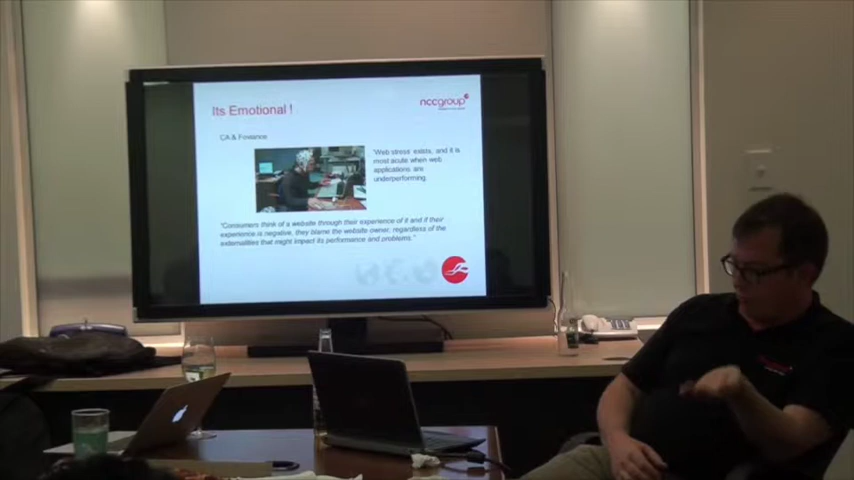 Its Emotional !
nccgroup
CA & Foviance
"Web stress' exists, and it is
most acute when web
applications are
underperforming.
"Consumers think of a website through their experience of it and if their
experience is negative, they blame the website owner; regardless of the
externalities that might impact its performance and problems."